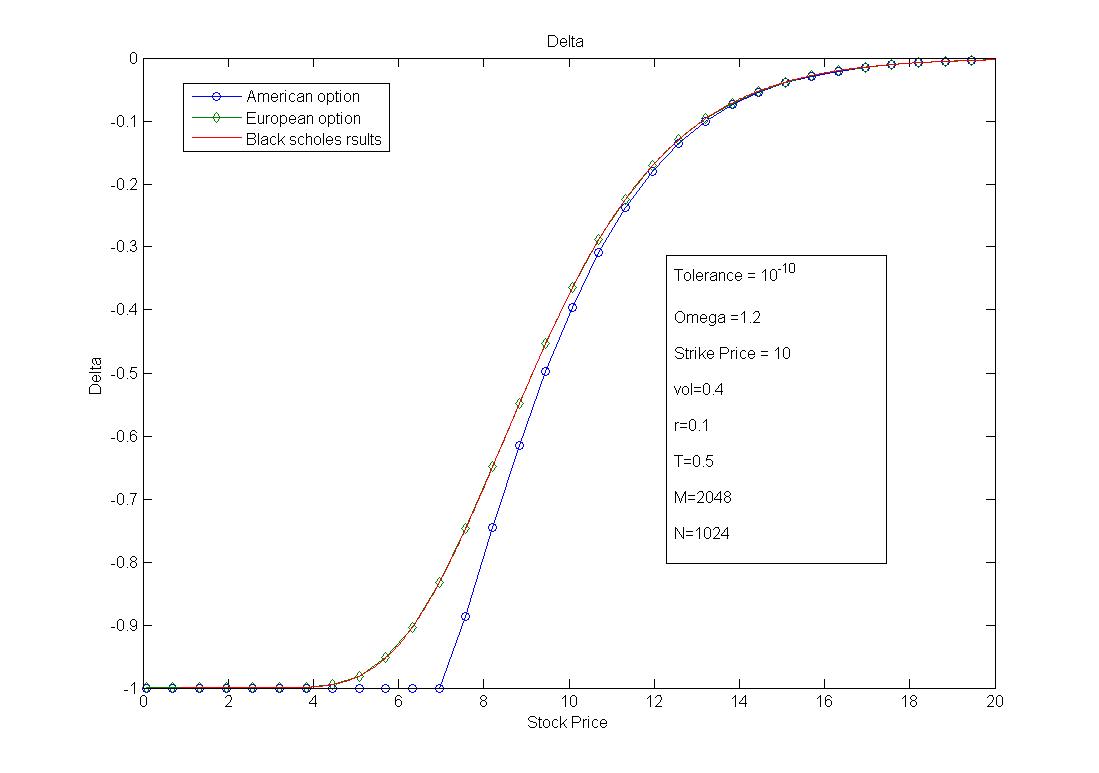 Delta
0
-0.1
-0.2
-0.3
-0.4
-0.5
-0.6
-0.7
-0.8
-0.9
-1
Delta
American option
European option
Black scholes rsults
Tolerance = 10^-10
Omega =1.2
Strike Price = 10
vol=0.4
r=0.1
T=0.5
M=2048
N=1024
0 2 4 6 8 10 12 14 16 18 20
Stock Price